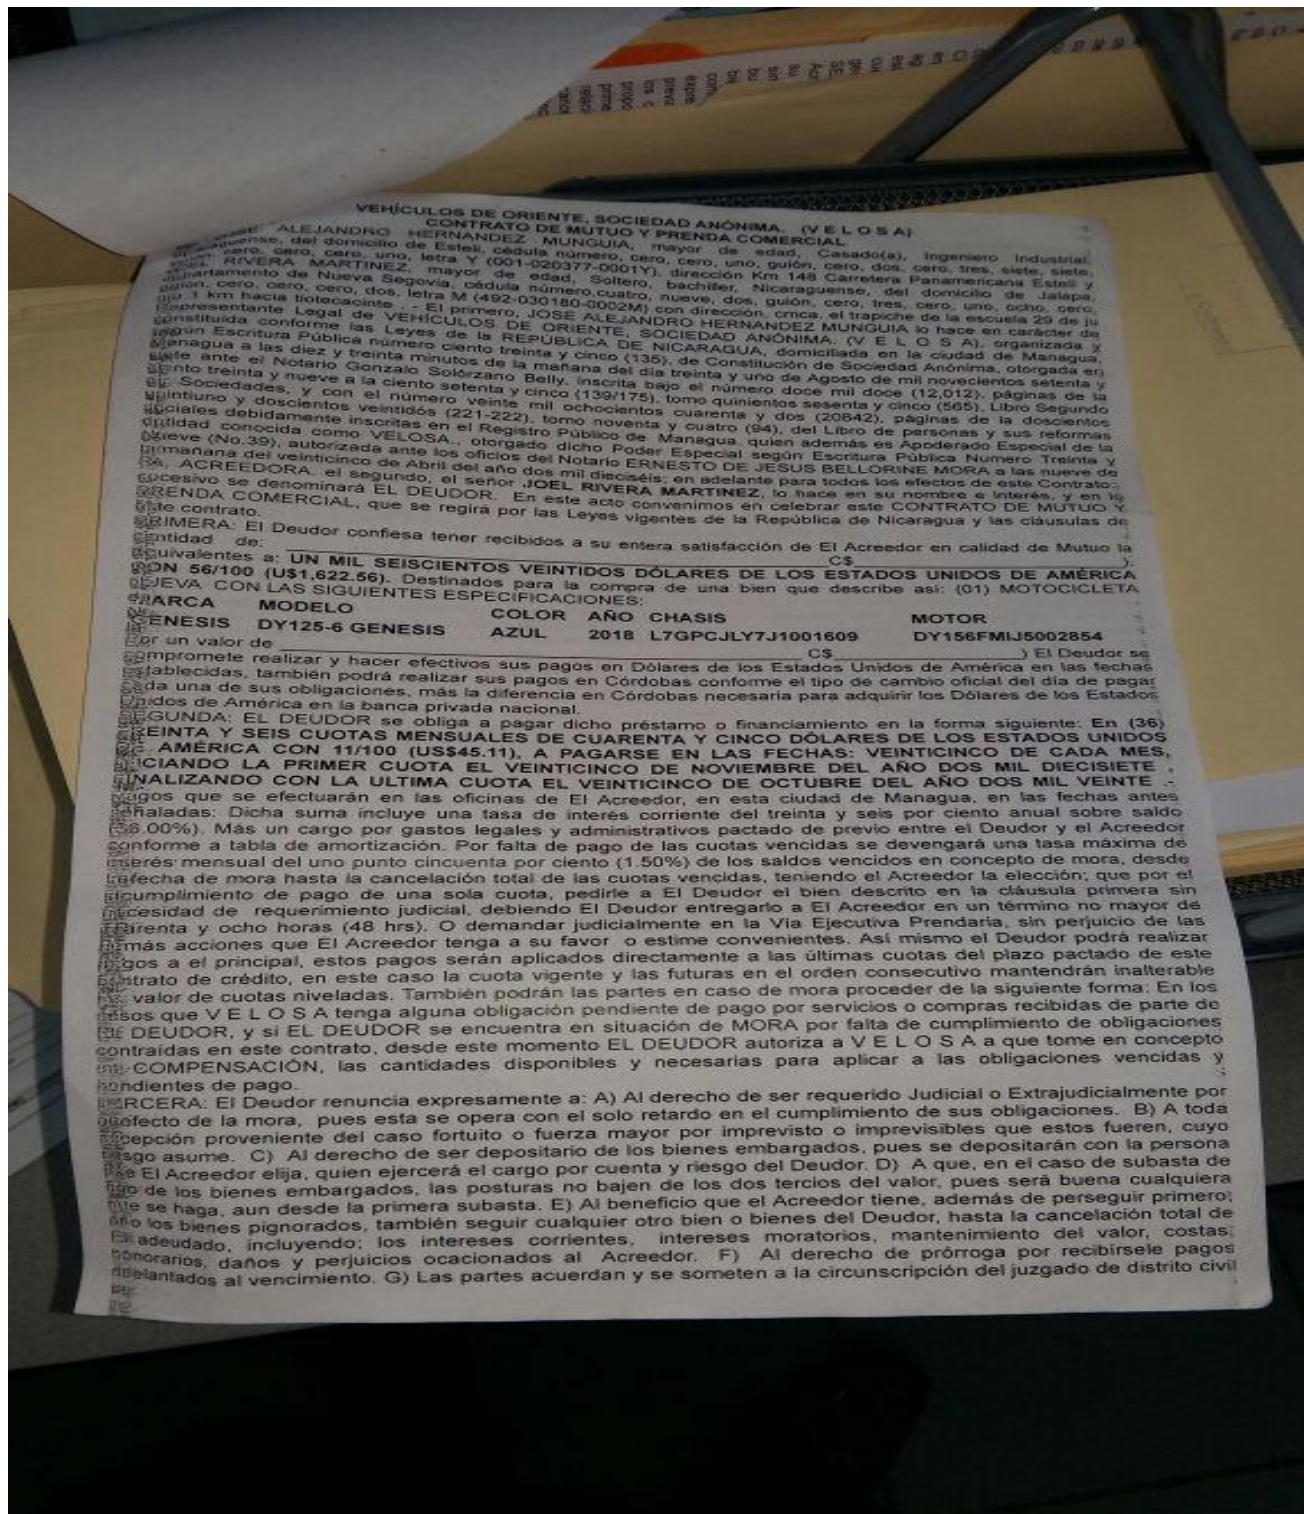 VEHÍCULOS DE ORIENTE, SOCIEDAD ANÓNIMA. (V E L O S A)
CONTRATO DE MUTUO Y PRENDA COMERCIAL
JOSE ALEJANDRO HERNANDEZ MUNGUIA, mayor de edad, Casado(a), Ingeniero Industrial,
del domicilio de Estelí, cédula número, cero, cero, uno, guión, cero, dos, cero, tres, siete, siete,
cero, cero, cero, uno, letra Y (001-020377-0001Y), dirección Km 148 Carretera Panamericana Esteli y
RIVERA MARTINEZ, mayor de edad, Soltero, bachiller, Nicaraguense, del domicilio de Jalapa,
departamento de Nueva Segovia, cédula número,cuatro, nueve, dos, guión, cero, tres, cero, uno, ocho, cero,
guion, cero, cero, cero, dos, letra M (492-030180-0002M) con dirección, cmca, el trapiche de la escuela 29 de ju
1 km hacia tiotecacinte .- El primero, JOSE ALEJANDRO HERNANDEZ MUNGUIA lo hace en carácter de
Representante Legal de VEHÍCULOS DE ORIENTE, SOCIEDAD ANÓNIMA. (V E L O S A), organizada y
constituida conforme las Leyes de la REPÚBLICA DE NICARAGUA, domiciliada en la ciudad de Managua,
según Escritura Pública número ciento treinta y cinco (135), de Constitución de Sociedad Anónima, otorgada en
Managua a las diez y treinta minutos de la mañana del día treinta y uno de Agosto de mil novecientos setenta y
ante el Notario Gonzalo Solórzano Belly, inscrita bajo el número doce mil doce (12,012), páginas de la
ciento treinta y nueve a la ciento setenta y cinco (139/175), tomo quinientos sesenta y cinco (565), Libro Segundo
Sociedades, y con el número veinte mil ochocientos cuarenta y dos (20842), páginas de la doscientos
veintiuno y doscientos veintidós (221-222), tomo noventa y cuatro (94), del Libro de personas y sus reformas
sociales debidamente inscritas en el Registro Público de Managua, quien además es Apoderado Especial de la
entidad conocida como VELOSA., otorgado dicho Poder Especial según Escritura Pública Numero Treinta y
Nueve (No.39), autorizada ante los oficios del Notario ERNESTO DE JESUS BELLORINE MORA a las nueve de
mañana del veinticinco de Abril del año dos mil dieciséis; en adelante para todos los efectos de este Contrato:
ACREEDORA. el segundo, el señor JOEL RIVERA MARTINEZ, lo hace en su nombre e interés, y en lo
sucesivo se denominará EL DEUDOR. En este acto convenimos en celebrar este CONTRATO DE MUTUO Y
PRENDA COMERCIAL, que se regirá por las Leyes vigentes de la República de Nicaragua y las cláusulas de
este contrato.
PRIMERA: El Deudor confiesa tener recibidos a su entera satisfacción de El Acreedor en calidad de Mutuo la
cantidad de: ____________ C$ ____________ ).
Equivalentes a: UN MIL SEISCIENTOS VEINTIDOS DÓLARES DE LOS ESTADOS UNIDOS DE AMÉRICA
CON 56/100 (U$1,622.56). Destinados para la compra de una bien que describe así: (01) MOTOCICLETA
NUEVA CON LAS SIGUIENTES ESPECIFICACIONES:
MARCA MODELO COLOR AÑO CHASIS MOTOR
GENESIS DY125-6 GENESIS AZUL 2018 L7GPCJLY7J1001609 DY156FMIJ5002854
Por un valor de ____________ C$ ____________ ) El Deudor se
compromete realizar y hacer efectivos sus pagos en Dólares de los Estados Unidos de América en las fechas
establecidas, también podrá realizar sus pagos en Córdobas conforme el tipo de cambio oficial del día de pagar
cada una de sus obligaciones, más la diferencia en Córdobas necesaria para adquirir los Dólares de los Estados
Unidos de América en la banca privada nacional.
SEGUNDA: EL DEUDOR se obliga a pagar dicho préstamo o financiamiento en la forma siguiente: En (36)
TREINTA Y SEIS CUOTAS MENSUALES DE CUARENTA Y CINCO DÓLARES DE LOS ESTADOS UNIDOS
AMÉRICA CON 11/100 (US$45.11), A PAGARSE EN LAS FECHAS: VEINTICINCO DE CADA MES,
INICIANDO LA PRIMER CUOTA EL VEINTICINCO DE NOVIEMBRE DEL AÑO DOS MIL DIECISIETE ,
FINALIZANDO CON LA ULTIMA CUOTA EL VEINTICINCO DE OCTUBRE DEL AÑO DOS MIL VEINTE .-
Pagos que se efectuarán en las oficinas de El Acreedor, en esta ciudad de Managua, en las fechas antes
señaladas: Dicha suma incluye una tasa de interés corriente del treinta y seis por ciento anual sobre saldo
(36.00%). Más un cargo por gastos legales y administrativos pactado de previo entre el Deudor y el Acreedor
conforme a tabla de amortización. Por falta de pago de las cuotas vencidas se devengará una tasa máxima de
interés mensual del uno punto cincuenta por ciento (1.50%) de los saldos vencidos en concepto de mora, desde
fecha de mora hasta la cancelación total de las cuotas vencidas, teniendo el Acreedor la elección; que por el
incumplimiento de pago de una sola cuota, pedirle a El Deudor el bien descrito en la cláusula primera sin
necesidad de requerimiento judicial, debiendo El Deudor entregarlo a El Acreedor en un término no mayor de
cuarenta y ocho horas (48 hrs). O demandar judicialmente en la Via Ejecutiva Prendaria, sin perjuicio de las
demás acciones que El Acreedor tenga a su favor o estime convenientes. Así mismo el Deudor podrá realizar
pagos a el principal, estos pagos serán aplicados directamente a las últimas cuotas del plazo pactado de este
contrato de crédito, en este caso la cuota vigente y las futuras en el orden consecutivo mantendrán inalterable
valor de cuotas niveladas. También podrán las partes en caso de mora proceder de la siguiente forma: En los
casos que V E L O S A tenga alguna obligación pendiente de pago por servicios o compras recibidas de parte de
DEUDOR, y si EL DEUDOR se encuentra en situación de MORA por falta de cumplimiento de obligaciones
contraídas en este contrato, desde este momento EL DEUDOR autoriza a V E L O S A a que tome en concepto
COMPENSACIÓN, las cantidades disponibles y necesarias para aplicar a las obligaciones vencidas y
pendientes de pago.
TERCERA: El Deudor renuncia expresamente a: A) Al derecho de ser requerido Judicial o Extrajudicialmente por
efecto de la mora, pues esta se opera con el solo retardo en el cumplimiento de sus obligaciones. B) A toda
excepción proveniente del caso fortuito o fuerza mayor por imprevisto o imprevisibles que estos fueren, cuyo
riesgo asume. C) Al derecho de ser depositario de los bienes embargados, pues se depositarán con la persona
que El Acreedor elija, quien ejercerá el cargo por cuenta y riesgo del Deudor. D) A que, en el caso de subasta de
de los bienes embargados, las posturas no bajen de los dos tercios del valor, pues será buena cualquiera
que se haga, aun desde la primera subasta. E) Al beneficio que el Acreedor tiene, además de perseguir primero;
los bienes pignorados, también seguir cualquier otro bien o bienes del Deudor, hasta la cancelación total de
adeudado, incluyendo; los intereses corrientes, intereses moratorios, mantenimiento del valor, costas;
honorarios, daños y perjuicios ocacionados al Acreedor. F) Al derecho de prórroga por recibírsele pagos
adelantados al vencimiento. G) Las partes acuerdan y se someten a la circunscripción del juzgado de distrito civil